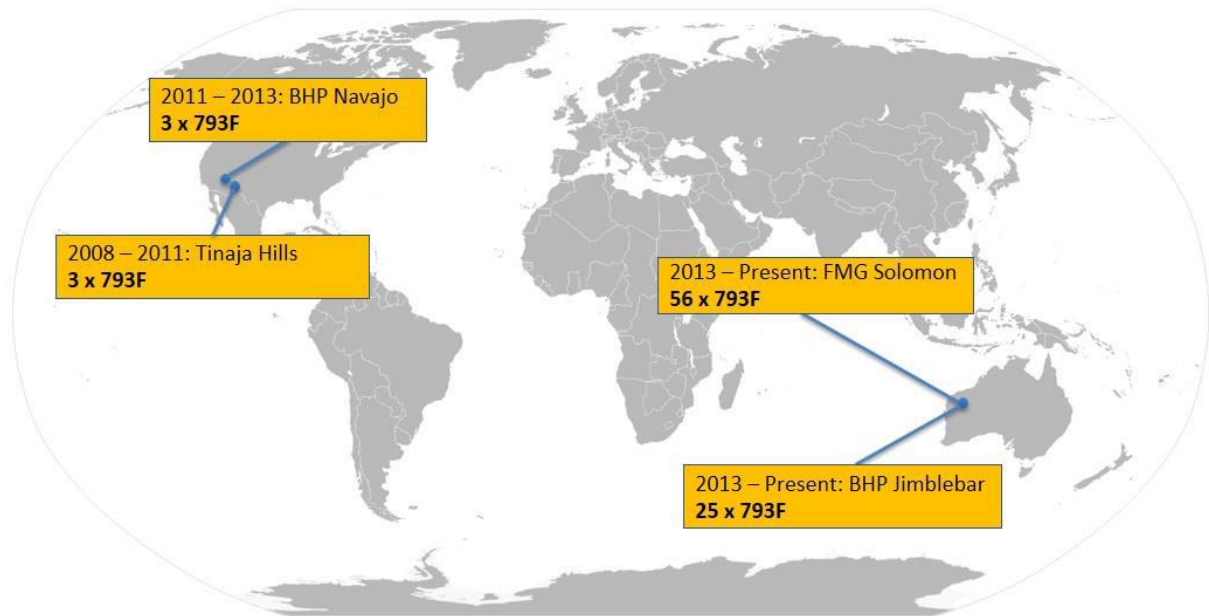 2011 – 2013: BHP Navajo
3 x 793F
2008 – 2011: Tinaja Hills
3 x 793F
2013 – Present: FMG Solomon
56 x 793F
2013 – Present: BHP Jimblebar
25 x 793F